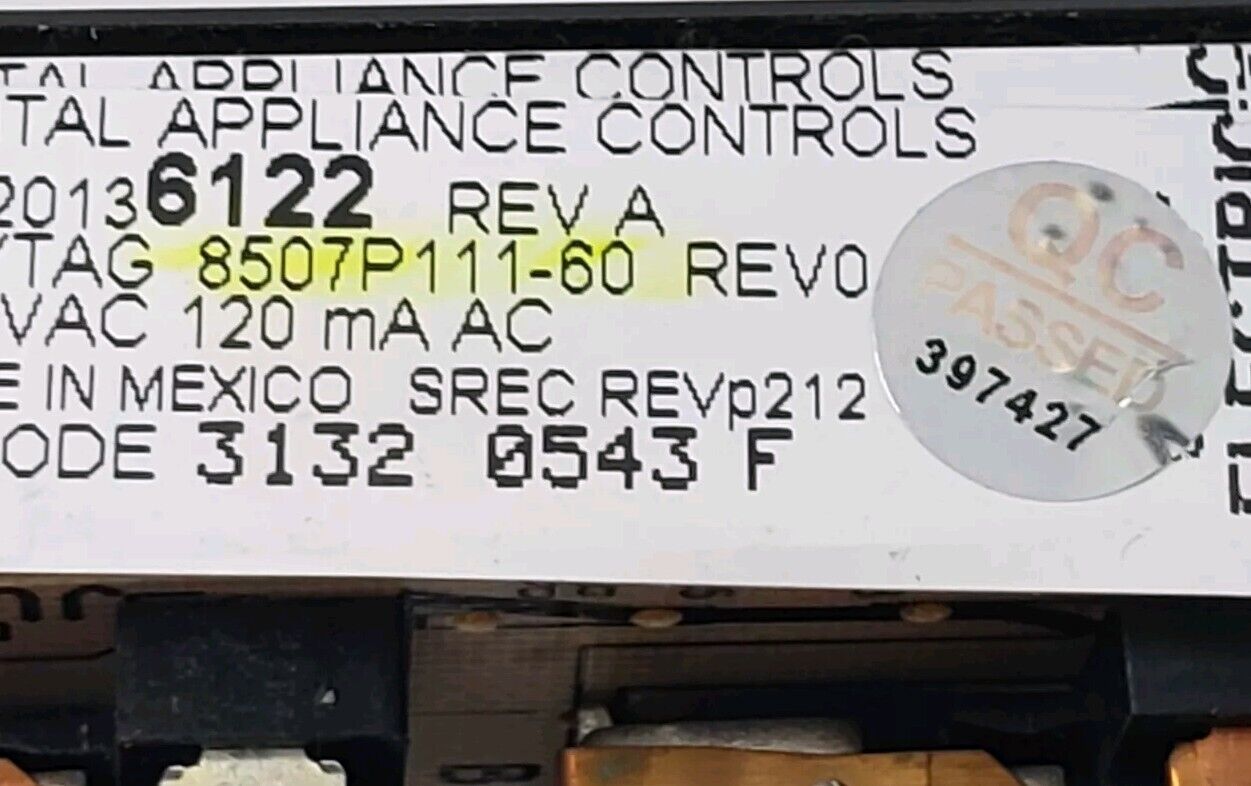 TAL APPLIANCE CONTROLS
TAL APPLIANCE CONTROLS
20136122 REV A
YTAG 8507P111-60 REV0
VAC 120 mA AC
E IN MEXICO SREC REVp212
ODE 3132 0543 F
QC
PASSED
397427